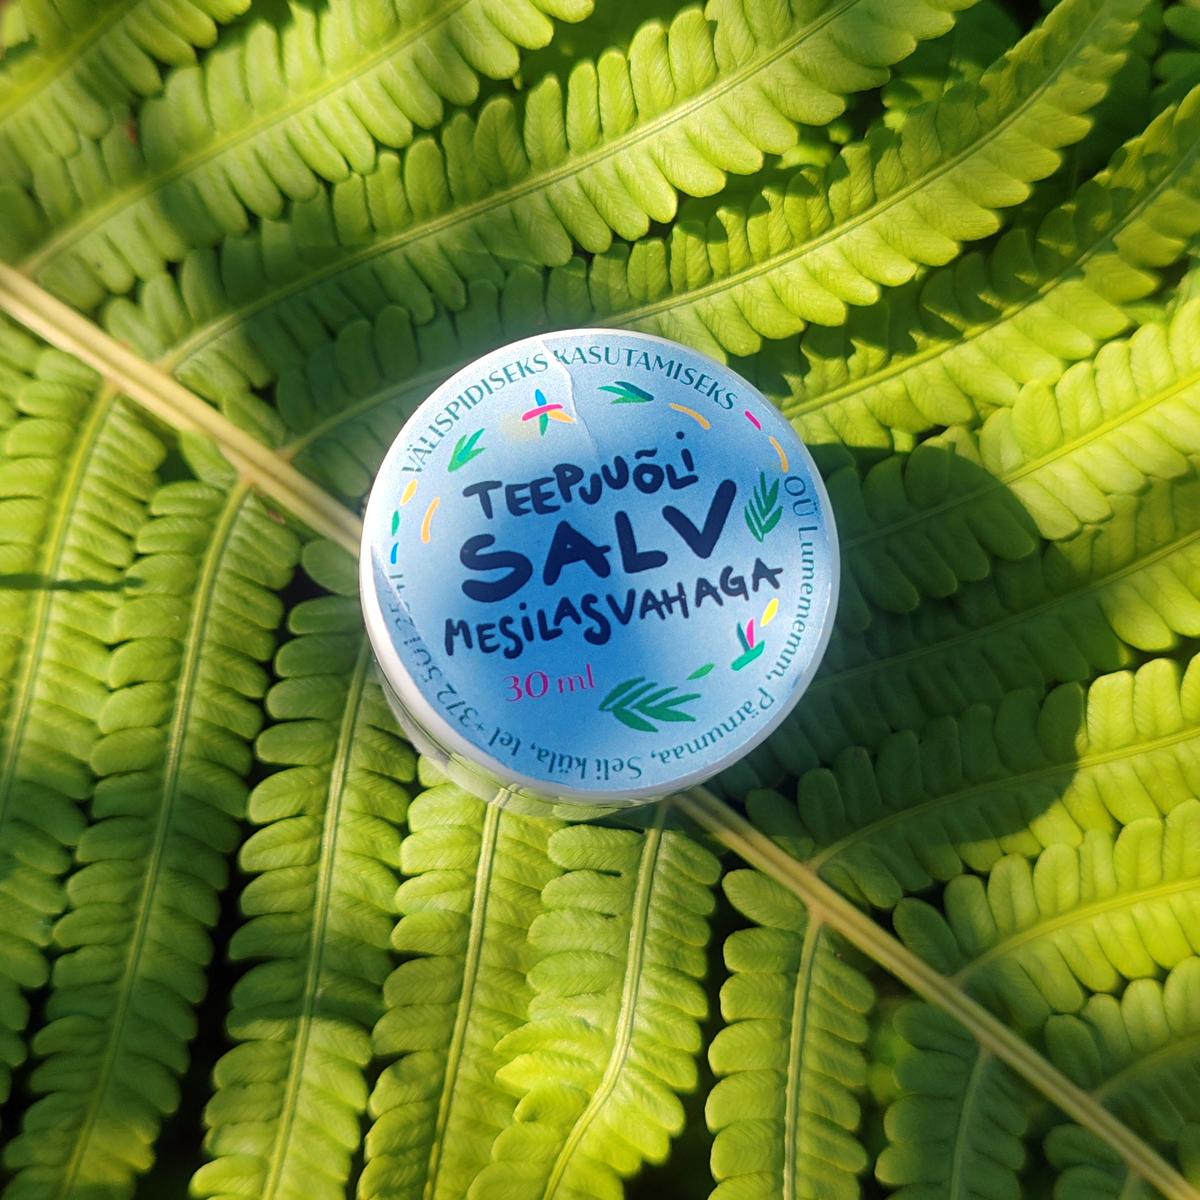 VÄLISPIDISEKS KASUTAMISEKS
TEEPUUÕLI
SALV
MESILASVAHAGA
30 ml
OÜ Lumememm, Pärnumaa, Seli küla, tel +372